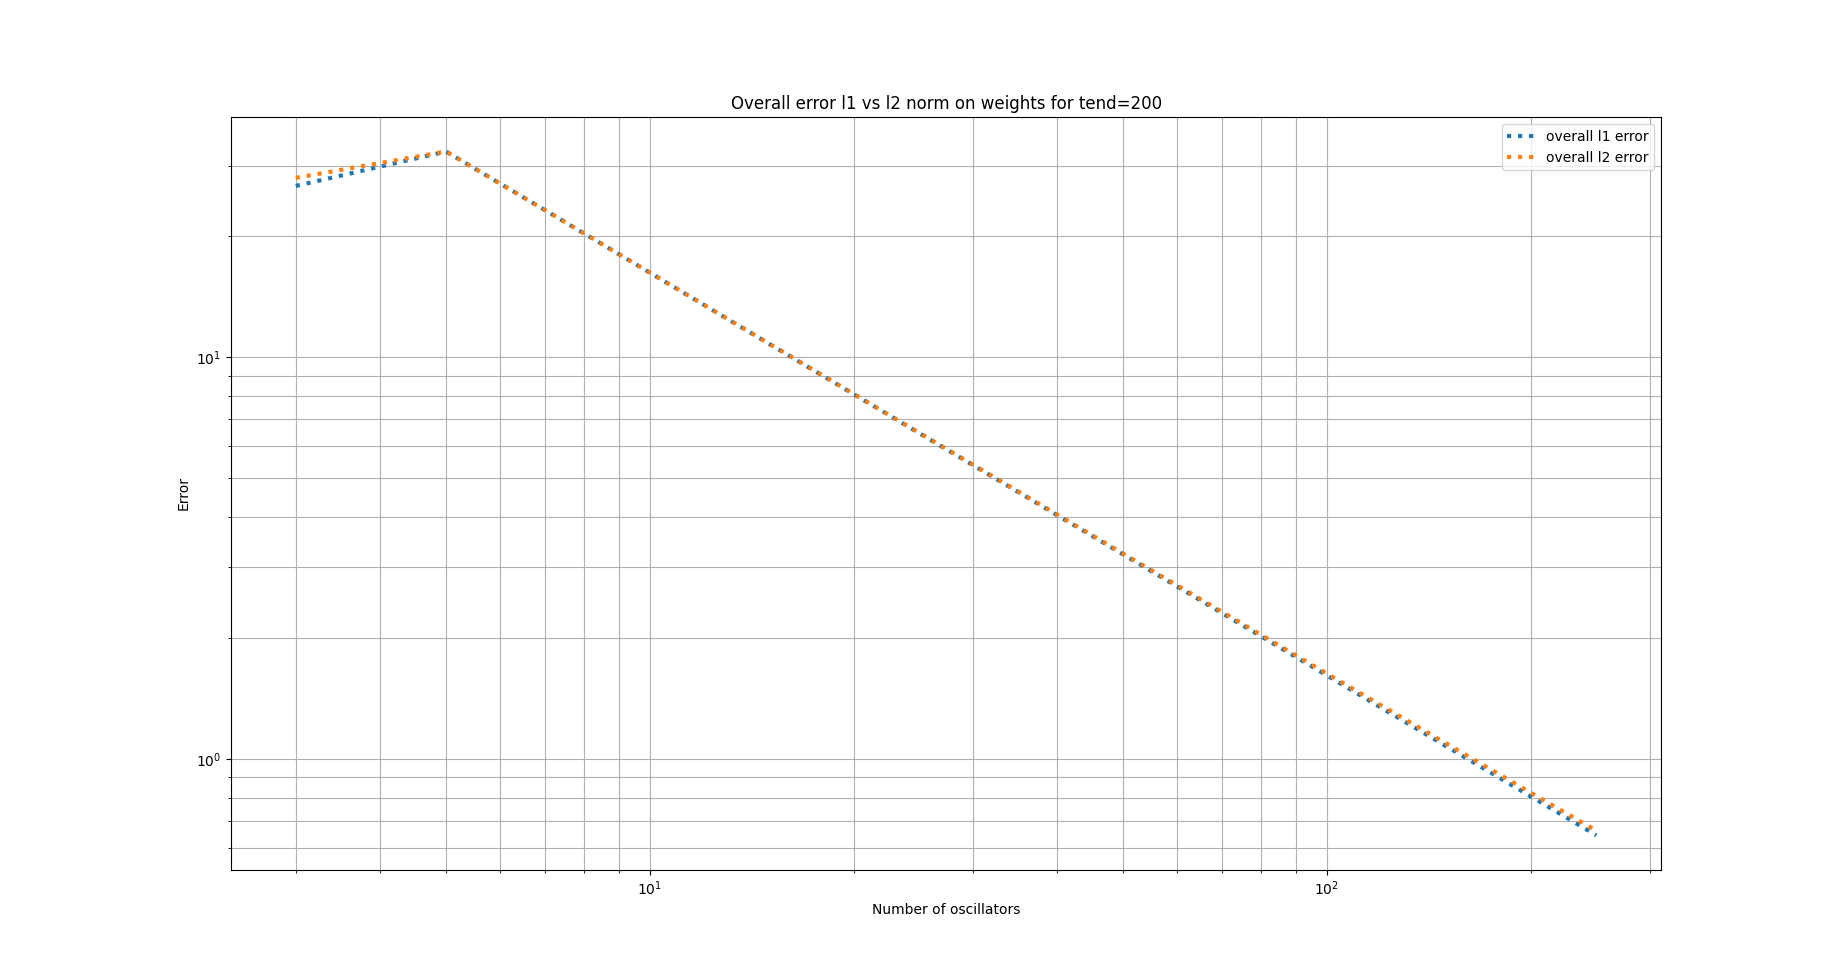 Overall error l1 vs l2 norm on weights for tend=200
overall l1 error
overall l2 error
10¹
10⁰
Error
10¹
10²
Number of oscillators